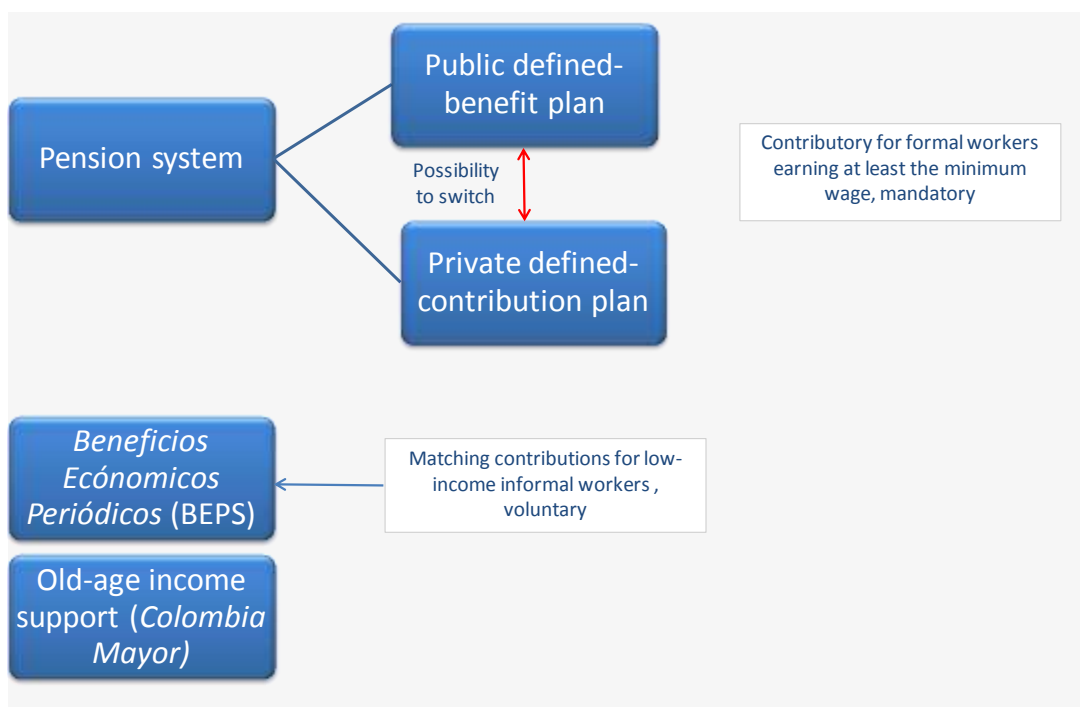 Public defined-
benefit plan
Pension system
Possibility
to switch
Contributory for formal workers
earning at least the minimum
wage, mandatory
Private defined-
contribution plan
Beneficios
Ecónomicos
Periódicos (BEPS)
Matching contributions for low-
income informal workers ,
voluntary
Old-age income
support (Colombia
Mayor)